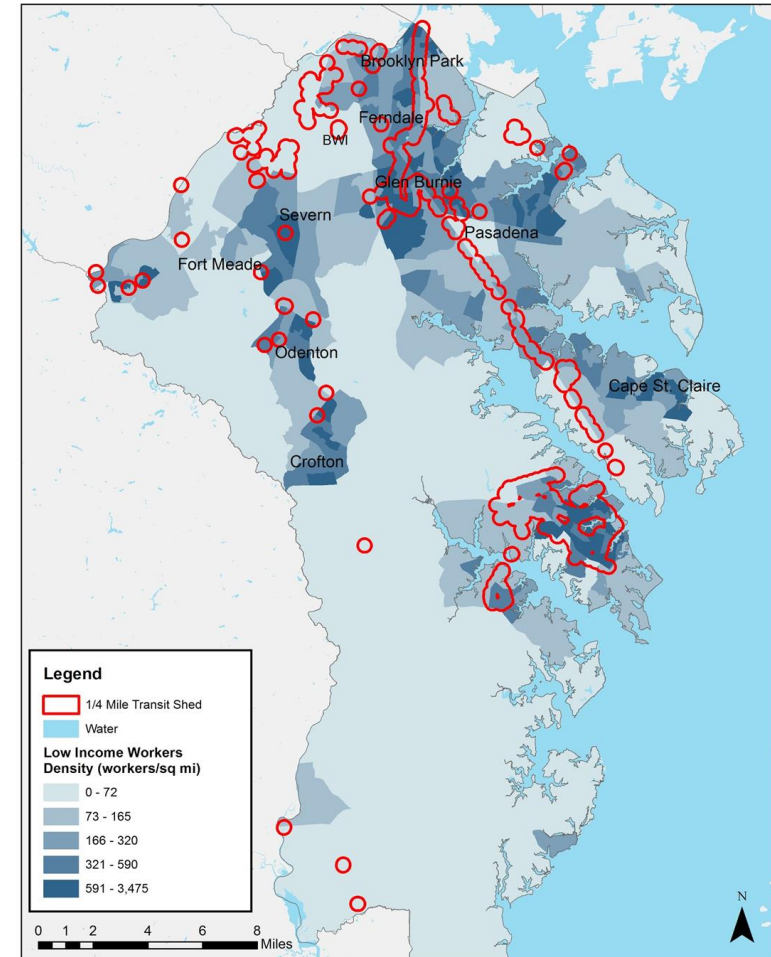 Brooklyn Park
Ferndale
BWI
Glen Burnie
Severn
Pasadena
Fort Meade
Odenton
Cape St. Claire
Crofton
Legend
1/4 Mile Transit Shed
Water
Low Income Workers
Density (workers/sq mi)
0 - 72
73 - 165
166 - 320
321 - 590
591 - 3,475
N
0 1 2 4 6 8 Miles